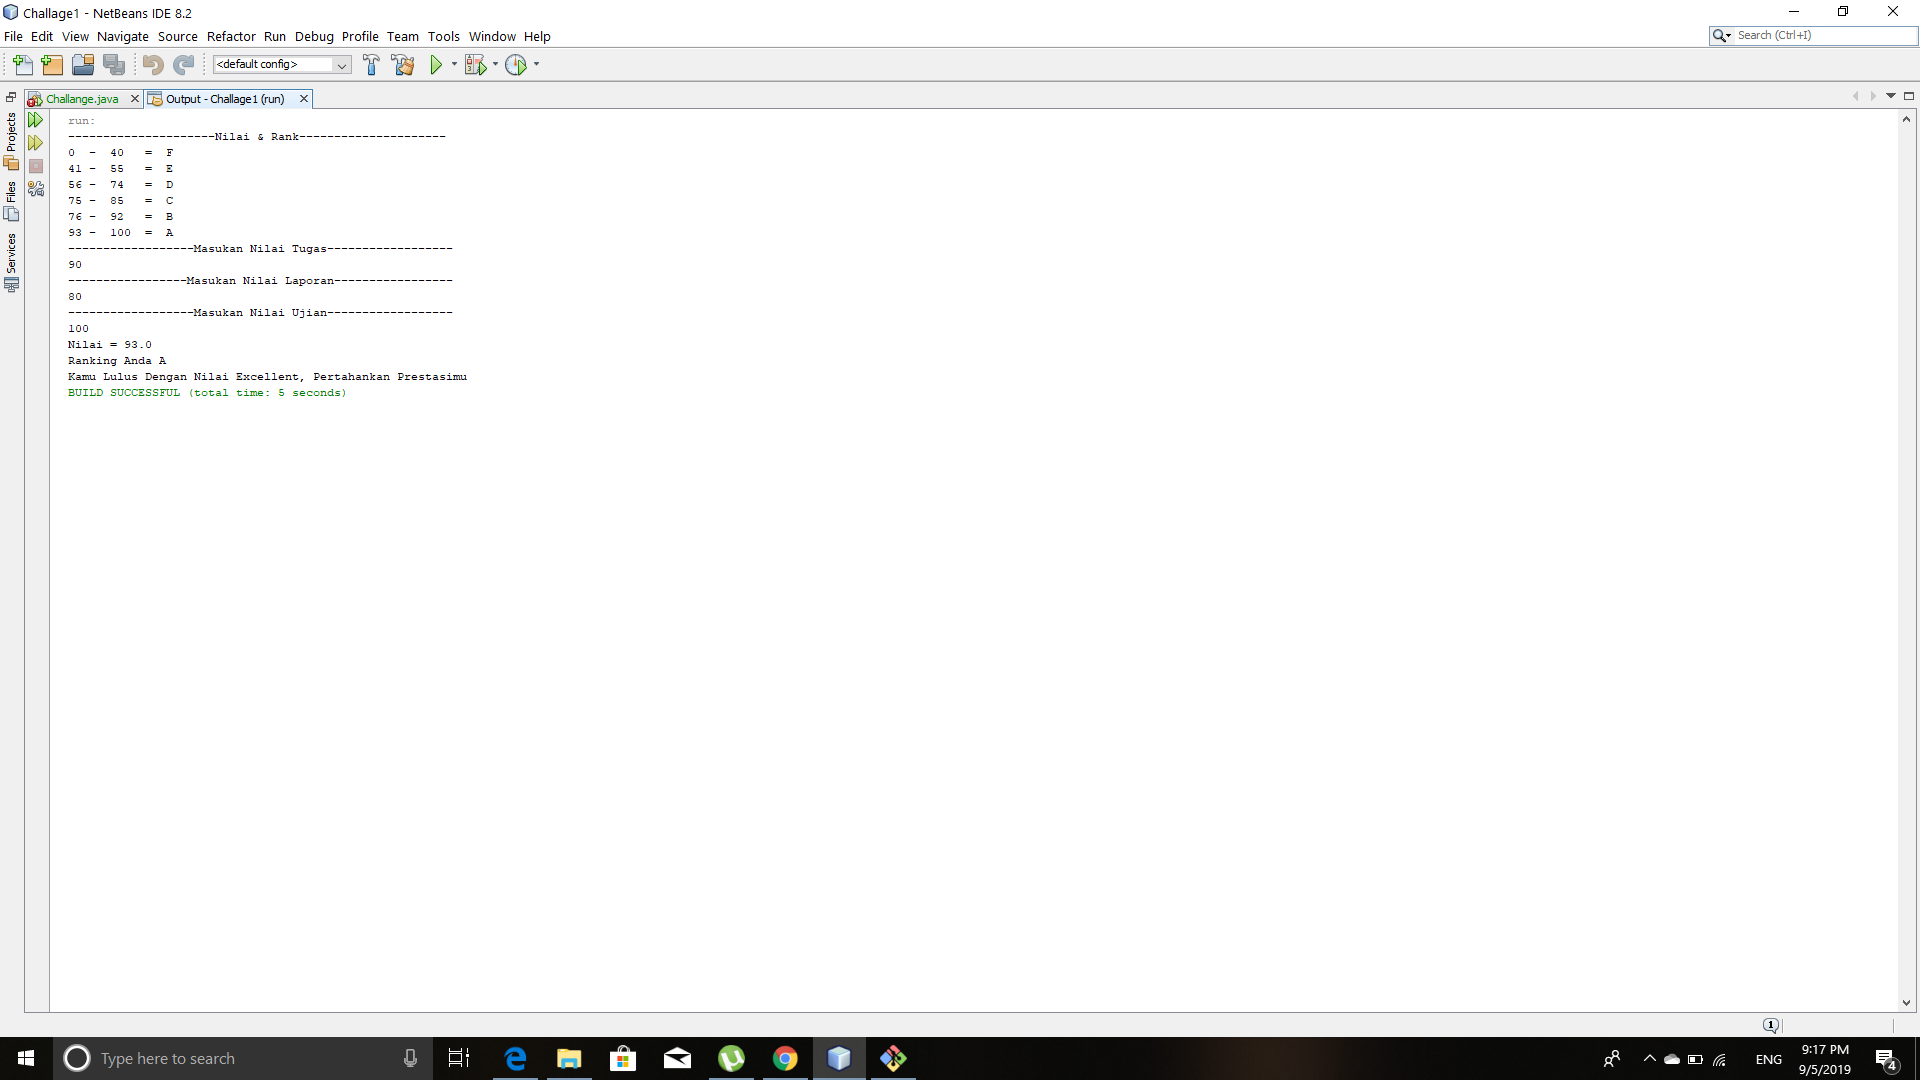 Challage1 - NetBeans IDE 8.2
File Edit View Navigate Source Refactor Run Debug Profile Team Tools Window Help
Search (Ctrl+I)
<default config>
Challange.java
Output - Challage1 (run)
Projects
Files
Services
run:
---------------------Nilai & Rank---------------------
0  -  40   =  F
41 -  55   =  E
56 -  74   =  D
75 -  85   =  C
76 -  92   =  B
93 -  100  =  A
------------------Masukan Nilai Tugas------------------
90
-----------------Masukan Nilai Laporan-----------------
80
------------------Masukan Nilai Ujian------------------
100
Nilai = 93.0
Ranking Anda A
Kamu Lulus Dengan Nilai Excellent, Pertahankan Prestasimu
BUILD SUCCESSFUL (total time: 5 seconds)
1
Type here to search
ENG
9:17 PM
9/5/2019
4